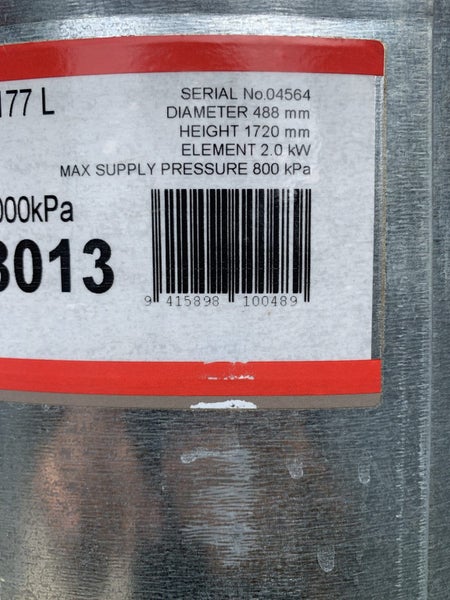 177 L
SERIAL No.04564
DIAMETER 488 mm
HEIGHT 1720 mm
ELEMENT 2.0 kW
MAX SUPPLY PRESSURE 800 kPa
000kPa
3013
9 415898 100489